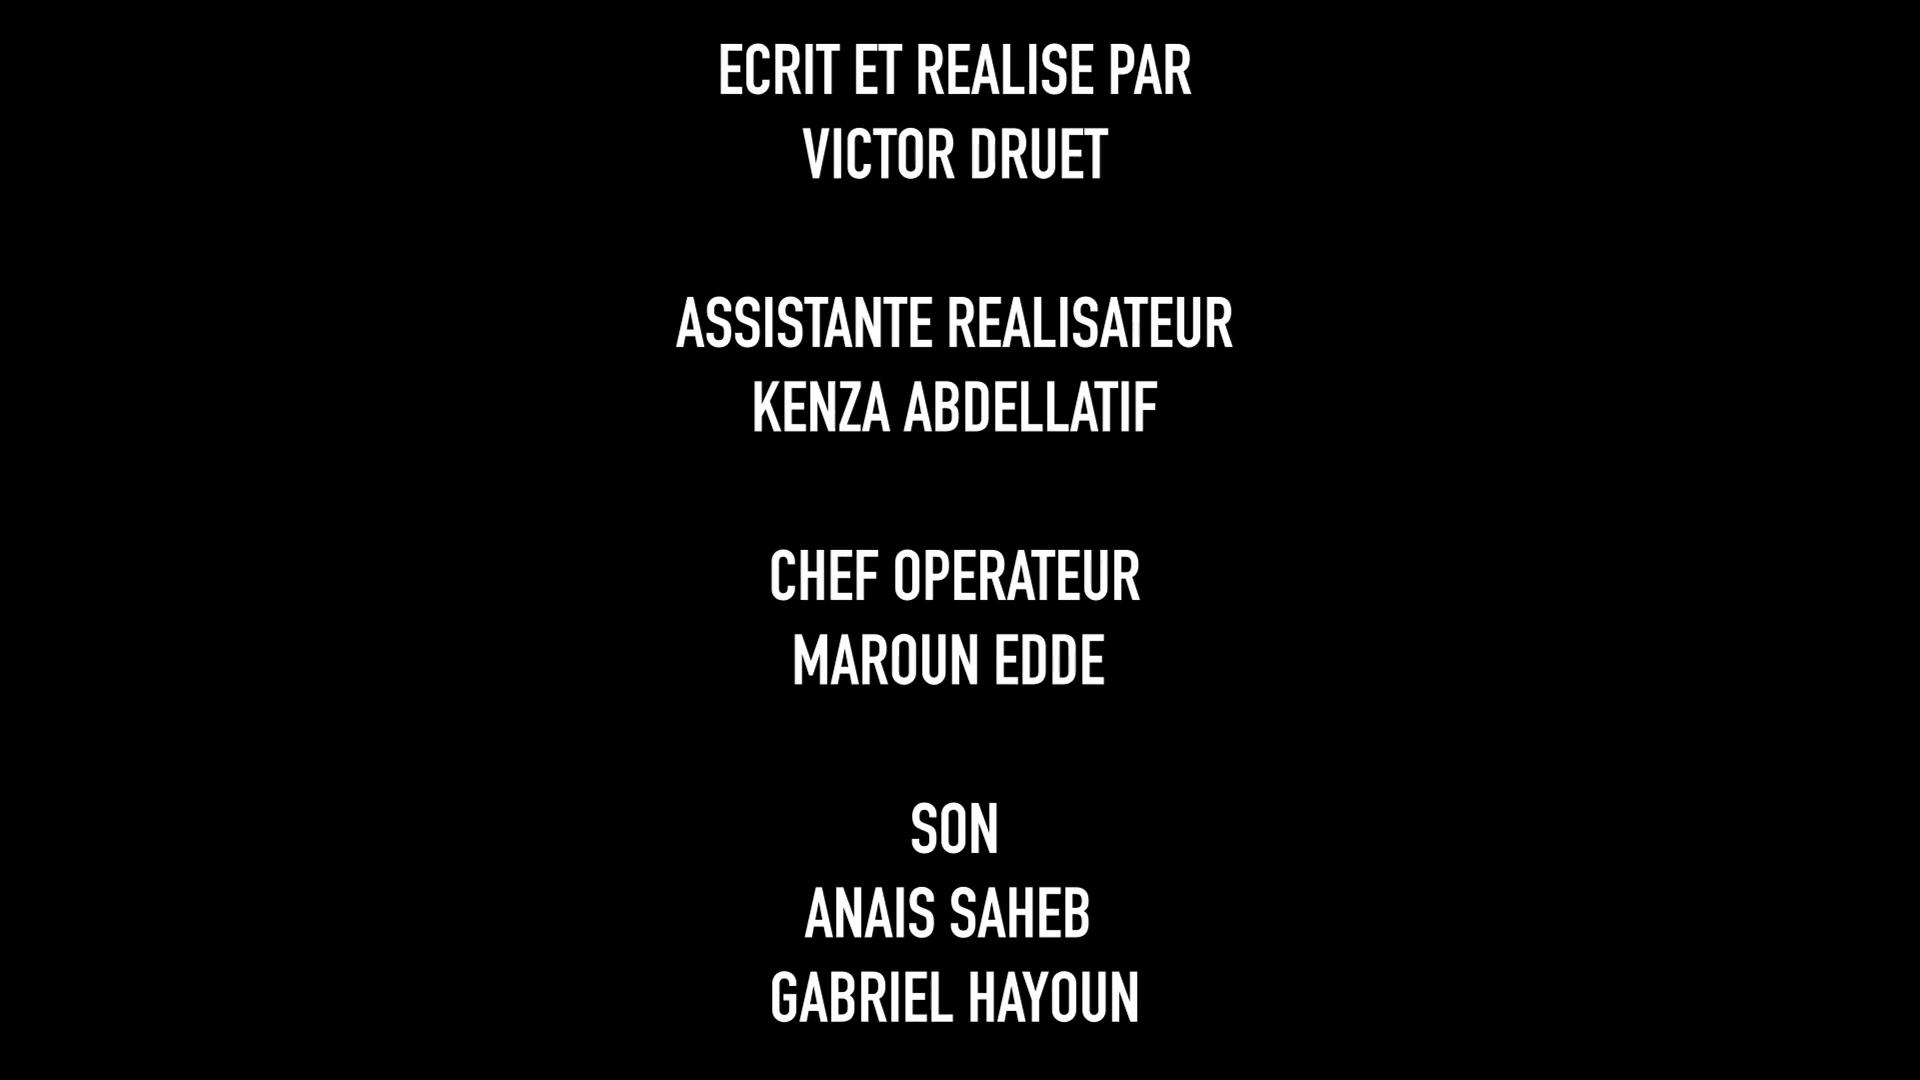 ECRIT ET REALISE PAR
VICTOR DRUET
ASSISTANTE REALISATEUR
KENZA ABDELLATIF
CHEF OPERATEUR
MAROUN EDDE
SON
ANAIS SAHEB
GABRIEL HAYOUN